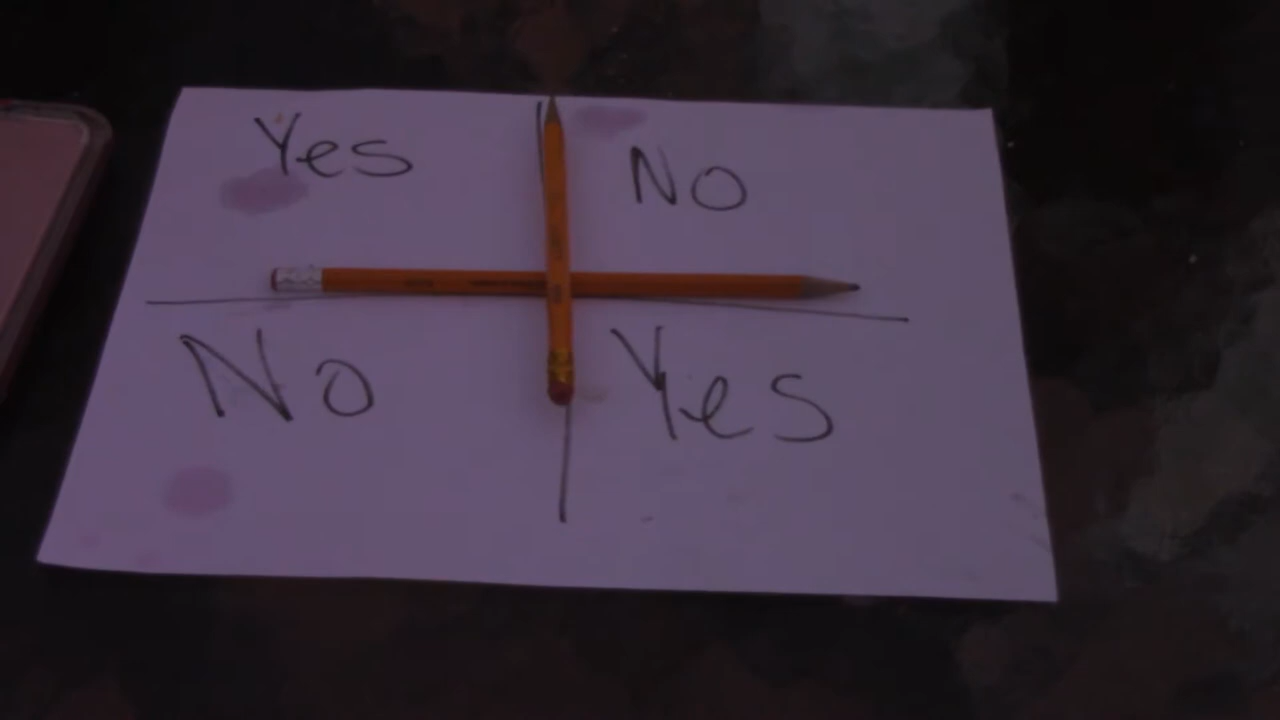 Yes No
No Yes